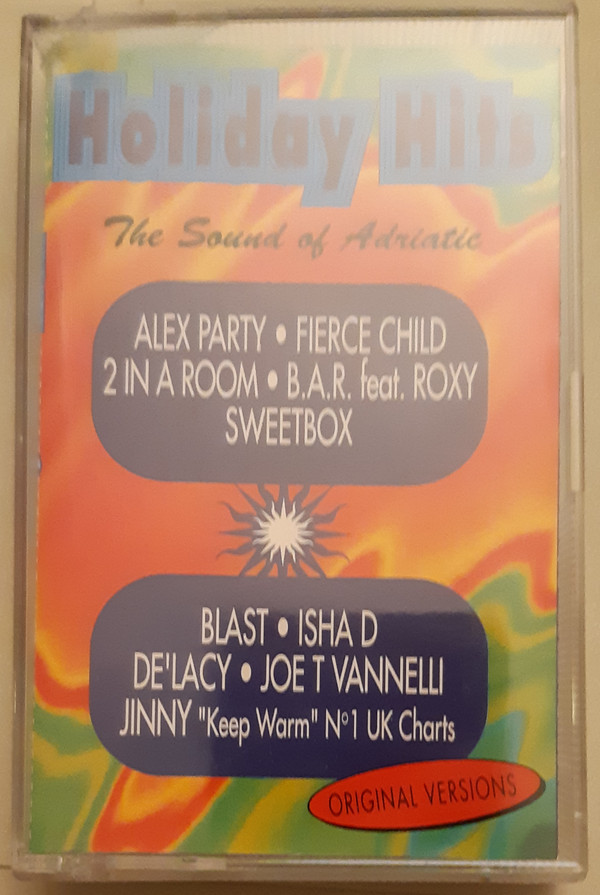 Holiday Hits
The Sound of Adriatic
ALEX PARTY • FIERCE CHILD
2 IN A ROOM • B.A.R. feat. ROXY
SWEETBOX
BLAST • ISHA D
DE'LACY • JOE T VANNELLI
JINNY "Keep Warm" N°1 UK Charts
ORIGINAL VERSIONS